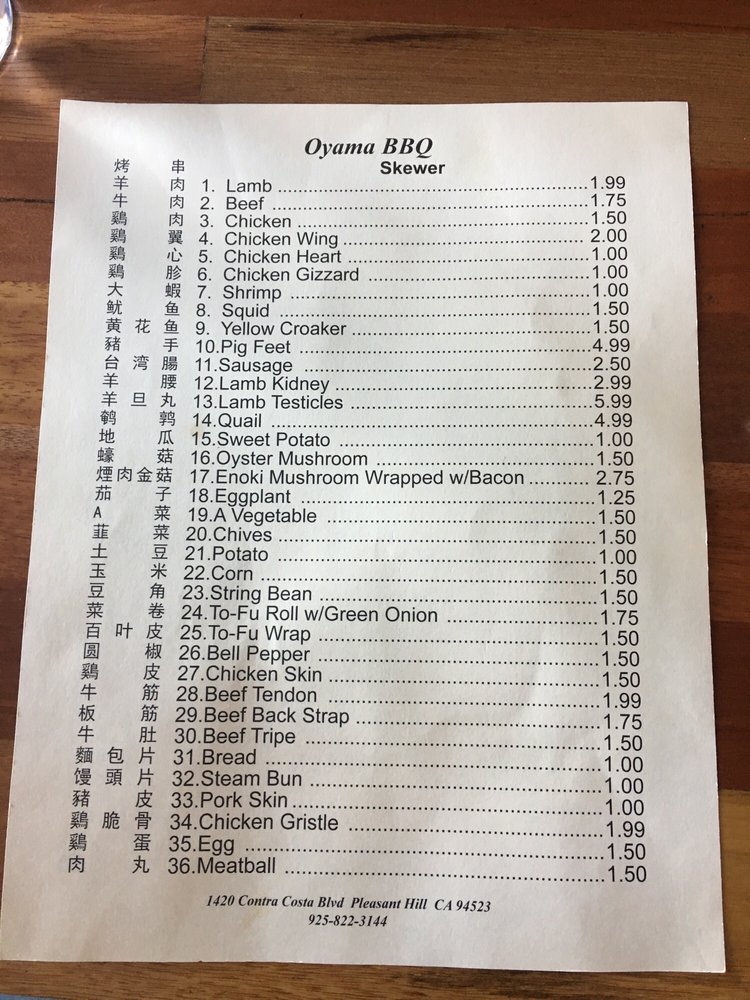 Oyama BBQ
烤串 Skewer
羊肉 1. Lamb ..... 1.99
牛肉 2. Beef ..... 1.75
鷄肉 3. Chicken ..... 1.50
鷄翼 4. Chicken Wing ..... 2.00
鷄心 5. Chicken Heart ..... 1.00
鷄胗 6. Chicken Gizzard ..... 1.00
大蝦 7. Shrimp ..... 1.00
鱿鱼 8. Squid ..... 1.50
黄花鱼 9. Yellow Croaker ..... 1.50
豬手 10.Pig Feet ..... 4.99
台湾腸 11.Sausage ..... 2.50
羊腰 12.Lamb Kidney ..... 2.99
羊旦丸 13.Lamb Testicles ..... 5.99
鹌鹑 14.Quail ..... 4.99
地瓜 15.Sweet Potato ..... 1.00
蠔菇 16.Oyster Mushroom ..... 1.50
煙肉金菇 17.Enoki Mushroom Wrapped w/Bacon ..... 2.75
茄子 18.Eggplant ..... 1.25
A菜 19.A Vegetable ..... 1.50
韮菜 20.Chives ..... 1.50
土豆 21.Potato ..... 1.00
玉米 22.Corn ..... 1.50
豆角 23.String Bean ..... 1.50
菜卷 24.To-Fu Roll w/Green Onion ..... 1.75
百叶皮 25.To-Fu Wrap ..... 1.50
圆椒 26.Bell Pepper ..... 1.50
鷄皮 27.Chicken Skin ..... 1.50
牛筋 28.Beef Tendon ..... 1.99
板筋 29.Beef Back Strap ..... 1.75
牛肚 30.Beef Tripe ..... 1.50
麵包片 31.Bread ..... 1.00
馒頭片 32.Steam Bun ..... 1.00
豬皮 33.Pork Skin ..... 1.00
鷄脆骨 34.Chicken Gristle ..... 1.99
鷄蛋 35.Egg ..... 1.50
肉丸 36.Meatball ..... 1.50
1420 Contra Costa Blvd Pleasant Hill CA 94523
925-822-3144